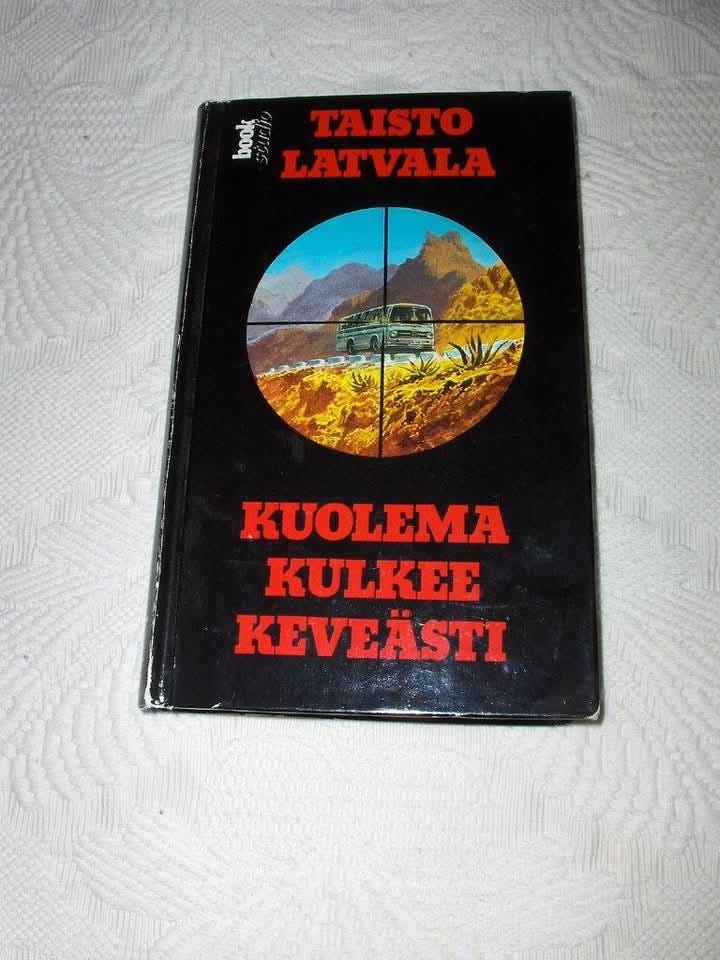 book
studio
TAISTO
LATVALA
KUOLEMA
KULKEE
KEVEÄSTI